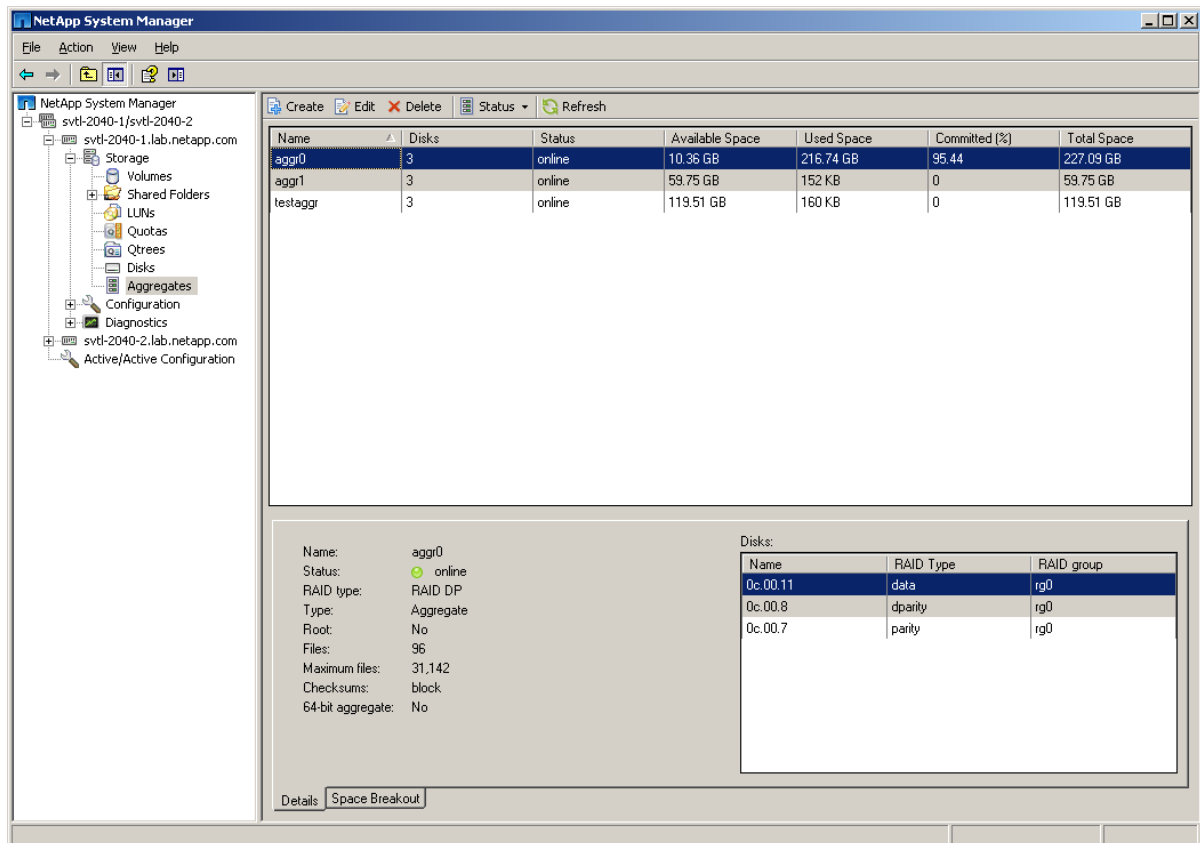 NetApp System Manager
File Action View Help
NetApp System Manager
svtl-2040-1/svtl-2040-2
svtl-2040-1.lab.netapp.com
Storage
Volumes
Shared Folders
LUNs
Quotas
Qtrees
Disks
Aggregates
Configuration
Diagnostics
svtl-2040-2.lab.netapp.com
Active/Active Configuration
Create Edit Delete Status Refresh
Name Disks Status Available Space Used Space Committed (%) Total Space
aggr0 3 online 10.36 GB 216.74 GB 95.44 227.09 GB
aggr1 3 online 59.75 GB 152 KB 0 59.75 GB
testaggr 3 online 119.51 GB 160 KB 0 119.51 GB
Name: aggr0
Status: online
RAID type: RAID DP
Type: Aggregate
Root: No
Files: 96
Maximum files: 31,142
Checksums: block
64-bit aggregate: No
Disks:
Name RAID Type RAID group
0c.00.11 data rg0
0c.00.8 dparity rg0
0c.00.7 parity rg0
Details Space Breakout